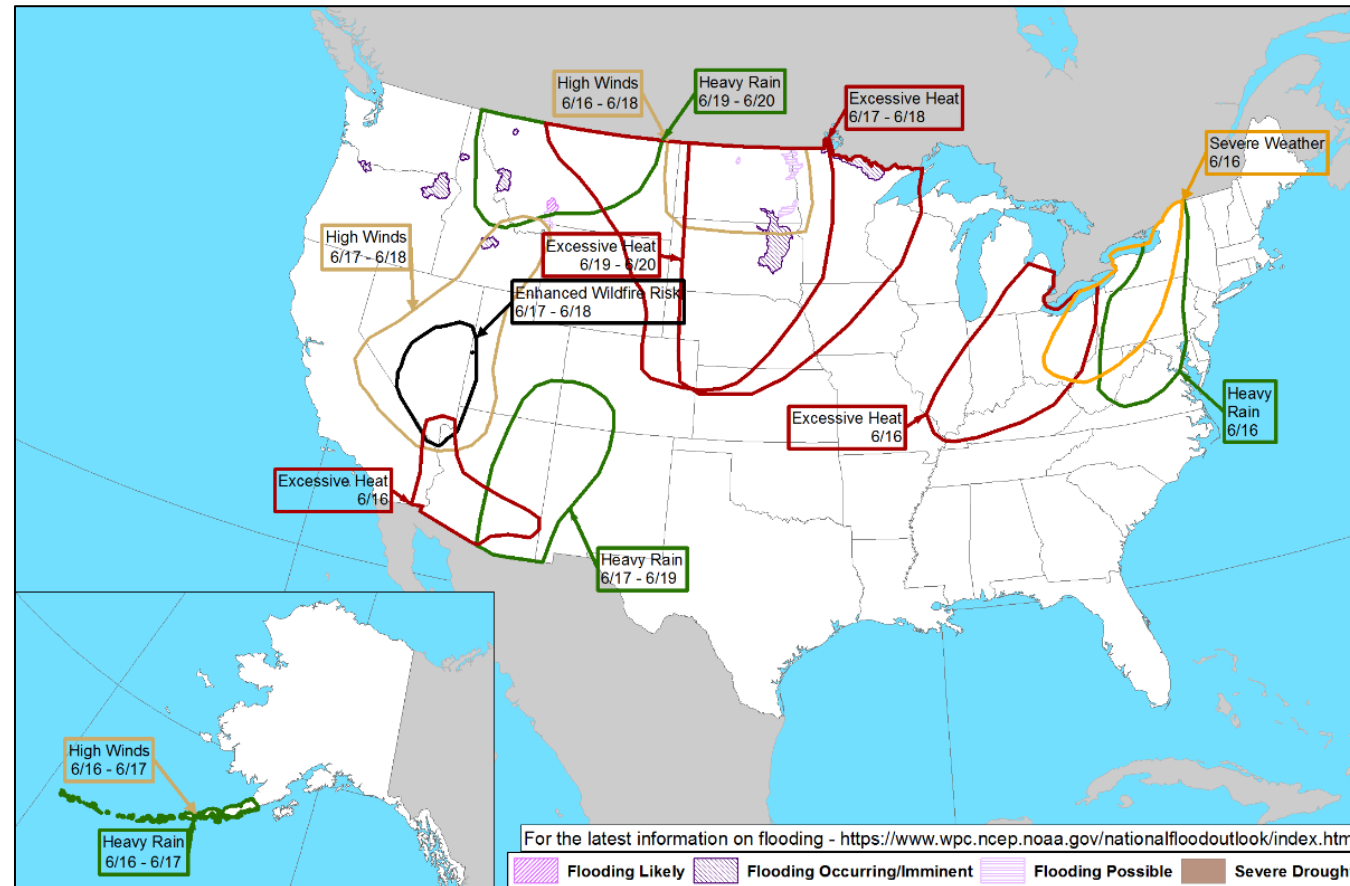 High Winds
6/16 - 6/18
Heavy Rain
6/19 - 6/20
Excessive Heat
6/17 - 6/18
Severe Weather
6/16
High Winds
6/17 - 6/18
Excessive Heat
6/19 - 6/20
Enhanced Wildfire Risk
6/17 - 6/18
Excessive Heat
6/16
Heavy
Rain
6/16
Excessive Heat
6/16
Heavy Rain
6/17 - 6/19
High Winds
6/16 - 6/17
Heavy Rain
6/16 - 6/17
For the latest information on flooding - https://www.wpc.ncep.noaa.gov/nationalfloodoutlook/index.htm
Flooding Likely Flooding Occurring/Imminent Flooding Possible Severe Drough